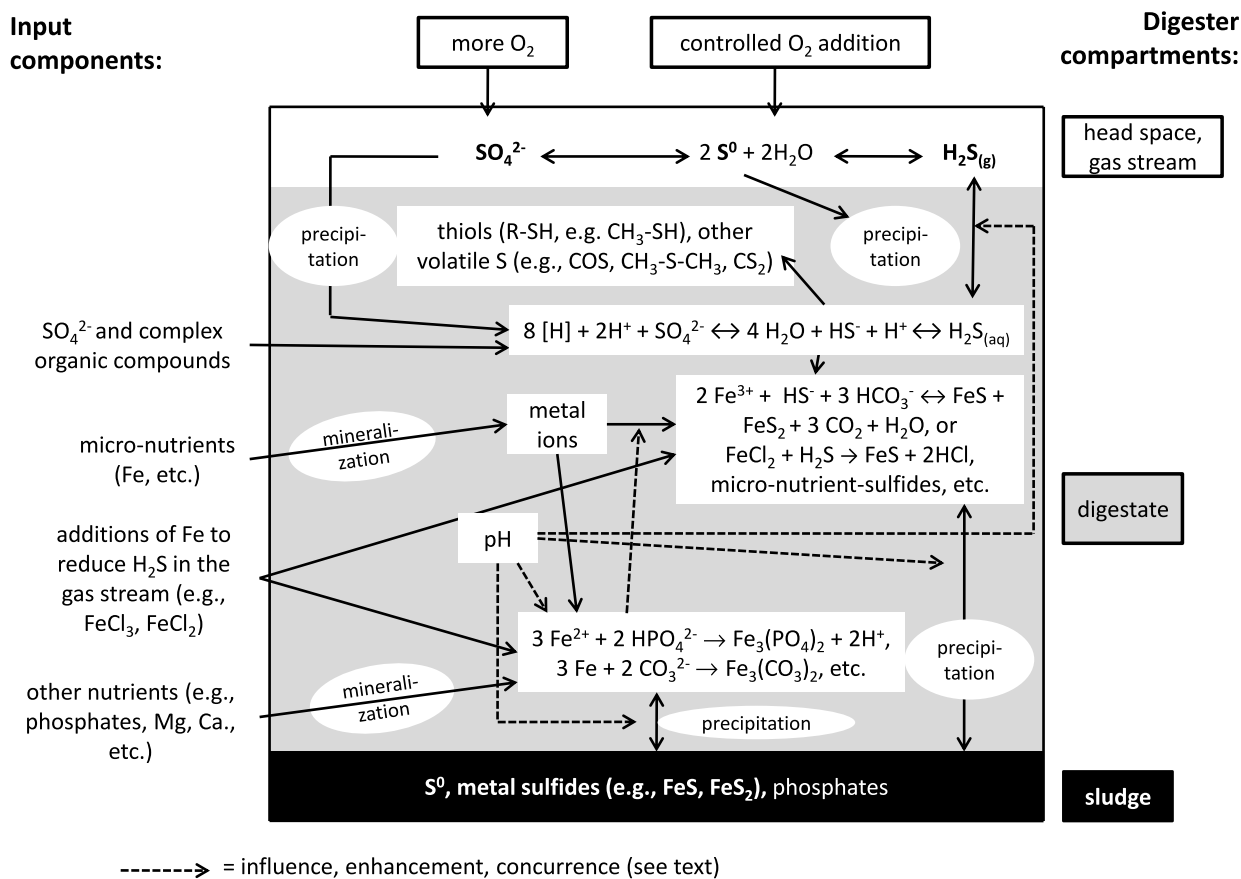 Input
components:
more O₂
controlled O₂ addition
Digester
compartments:
head space,
gas stream
SO₄²⁻
2 S⁰ + 2H₂O
H₂S₍g₎
precipi-
tation
thiols (R-SH, e.g. CH₃-SH), other
volatile S (e.g., COS, CH₃-S-CH₃, CS₂)
precipi-
tation
SO₄²⁻ and complex
organic compounds
8 [H] + 2H⁺ + SO₄²⁻ ↔ 4 H₂O + HS⁻ + H⁺ ↔ H₂S₍aq₎
micro-nutrients
(Fe, etc.)
minerali-
zation
metal
ions
2 Fe³⁺ + HS⁻ + 3 HCO₃⁻ ↔ FeS +
FeS₂ + 3 CO₂ + H₂O, or
FeCl₂ + H₂S → FeS + 2HCl,
micro-nutrient-sulfides, etc.
digestate
additions of Fe to
reduce H₂S in the
gas stream (e.g.,
FeCl₃, FeCl₂)
pH
3 Fe²⁺ + 2 HPO₄²⁻ → Fe₃(PO₄)₂ + 2H⁺,
3 Fe + 2 CO₃²⁻ → Fe₃(CO₃)₂, etc.
precipi-
tation
other nutrients (e.g.,
phosphates, Mg, Ca.,
etc.)
minerali-
zation
precipitation
S⁰, metal sulfides (e.g., FeS, FeS₂), phosphates
sludge
= influence, enhancement, concurrence (see text)